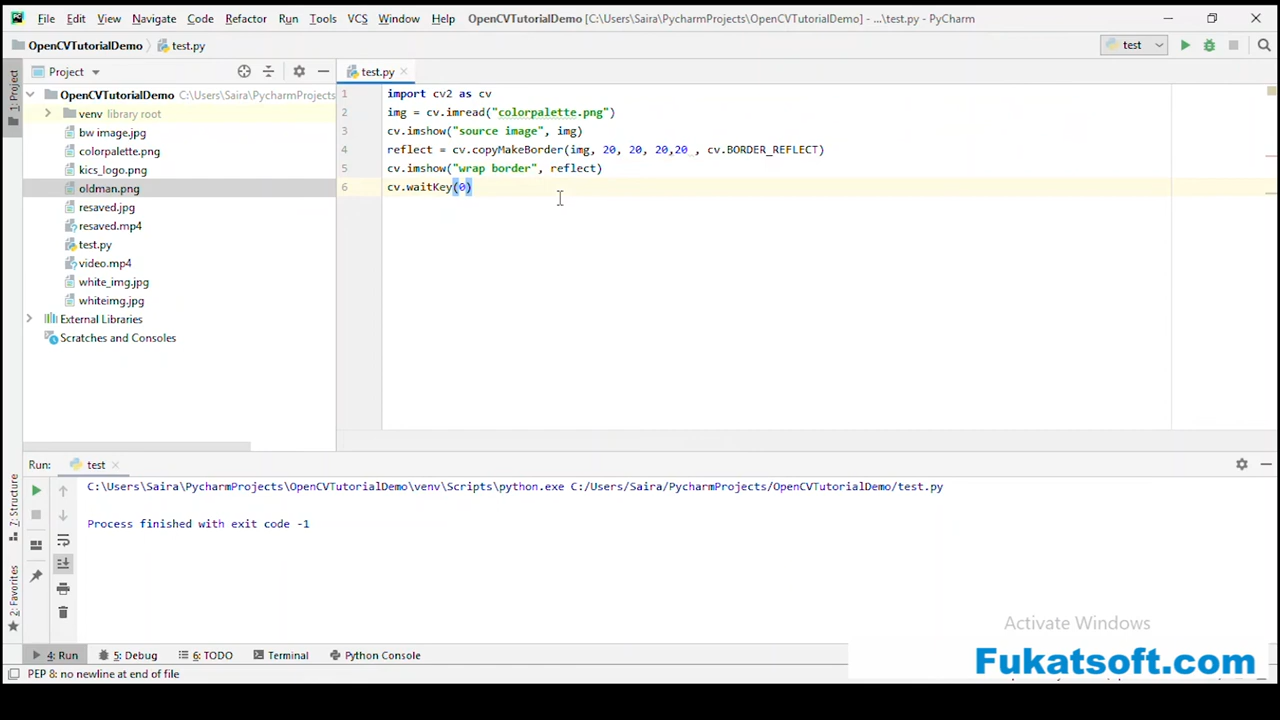 File Edit View Navigate Code Refactor Run Tools VCS Window Help OpenCVTutorialDemo [C:\Users\Saira\PycharmProjects\OpenCVTutorialDemo] - ...\test.py - PyCharm
OpenCVTutorialDemo test.py test
1: Project
Project
test.py
OpenCVTutorialDemo C:\Users\Saira\PycharmProjects
venv library root
bw image.jpg
colorpalette.png
kics_logo.png
oldman.png
resaved.jpg
resaved.mp4
test.py
video.mp4
white_img.jpg
whiteimg.jpg
External Libraries
Scratches and Consoles
1 import cv2 as cv
2 img = cv.imread("colorpalette.png")
3 cv.imshow("source image", img)
4 reflect = cv.copyMakeBorder(img, 20, 20, 20,20 , cv.BORDER_REFLECT)
5 cv.imshow("wrap border", reflect)
6 cv.waitKey(0)
Run: test
C:\Users\Saira\PycharmProjects\OpenCVTutorialDemo\venv\Scripts\python.exe C:/Users/Saira/PycharmProjects/OpenCVTutorialDemo/test.py
Process finished with exit code -1
7: Structure
2: Favorites
Activate Windows
4: Run 5: Debug 6: TODO Terminal Python Console
Fukatsoft.com
PEP 8: no newline at end of file